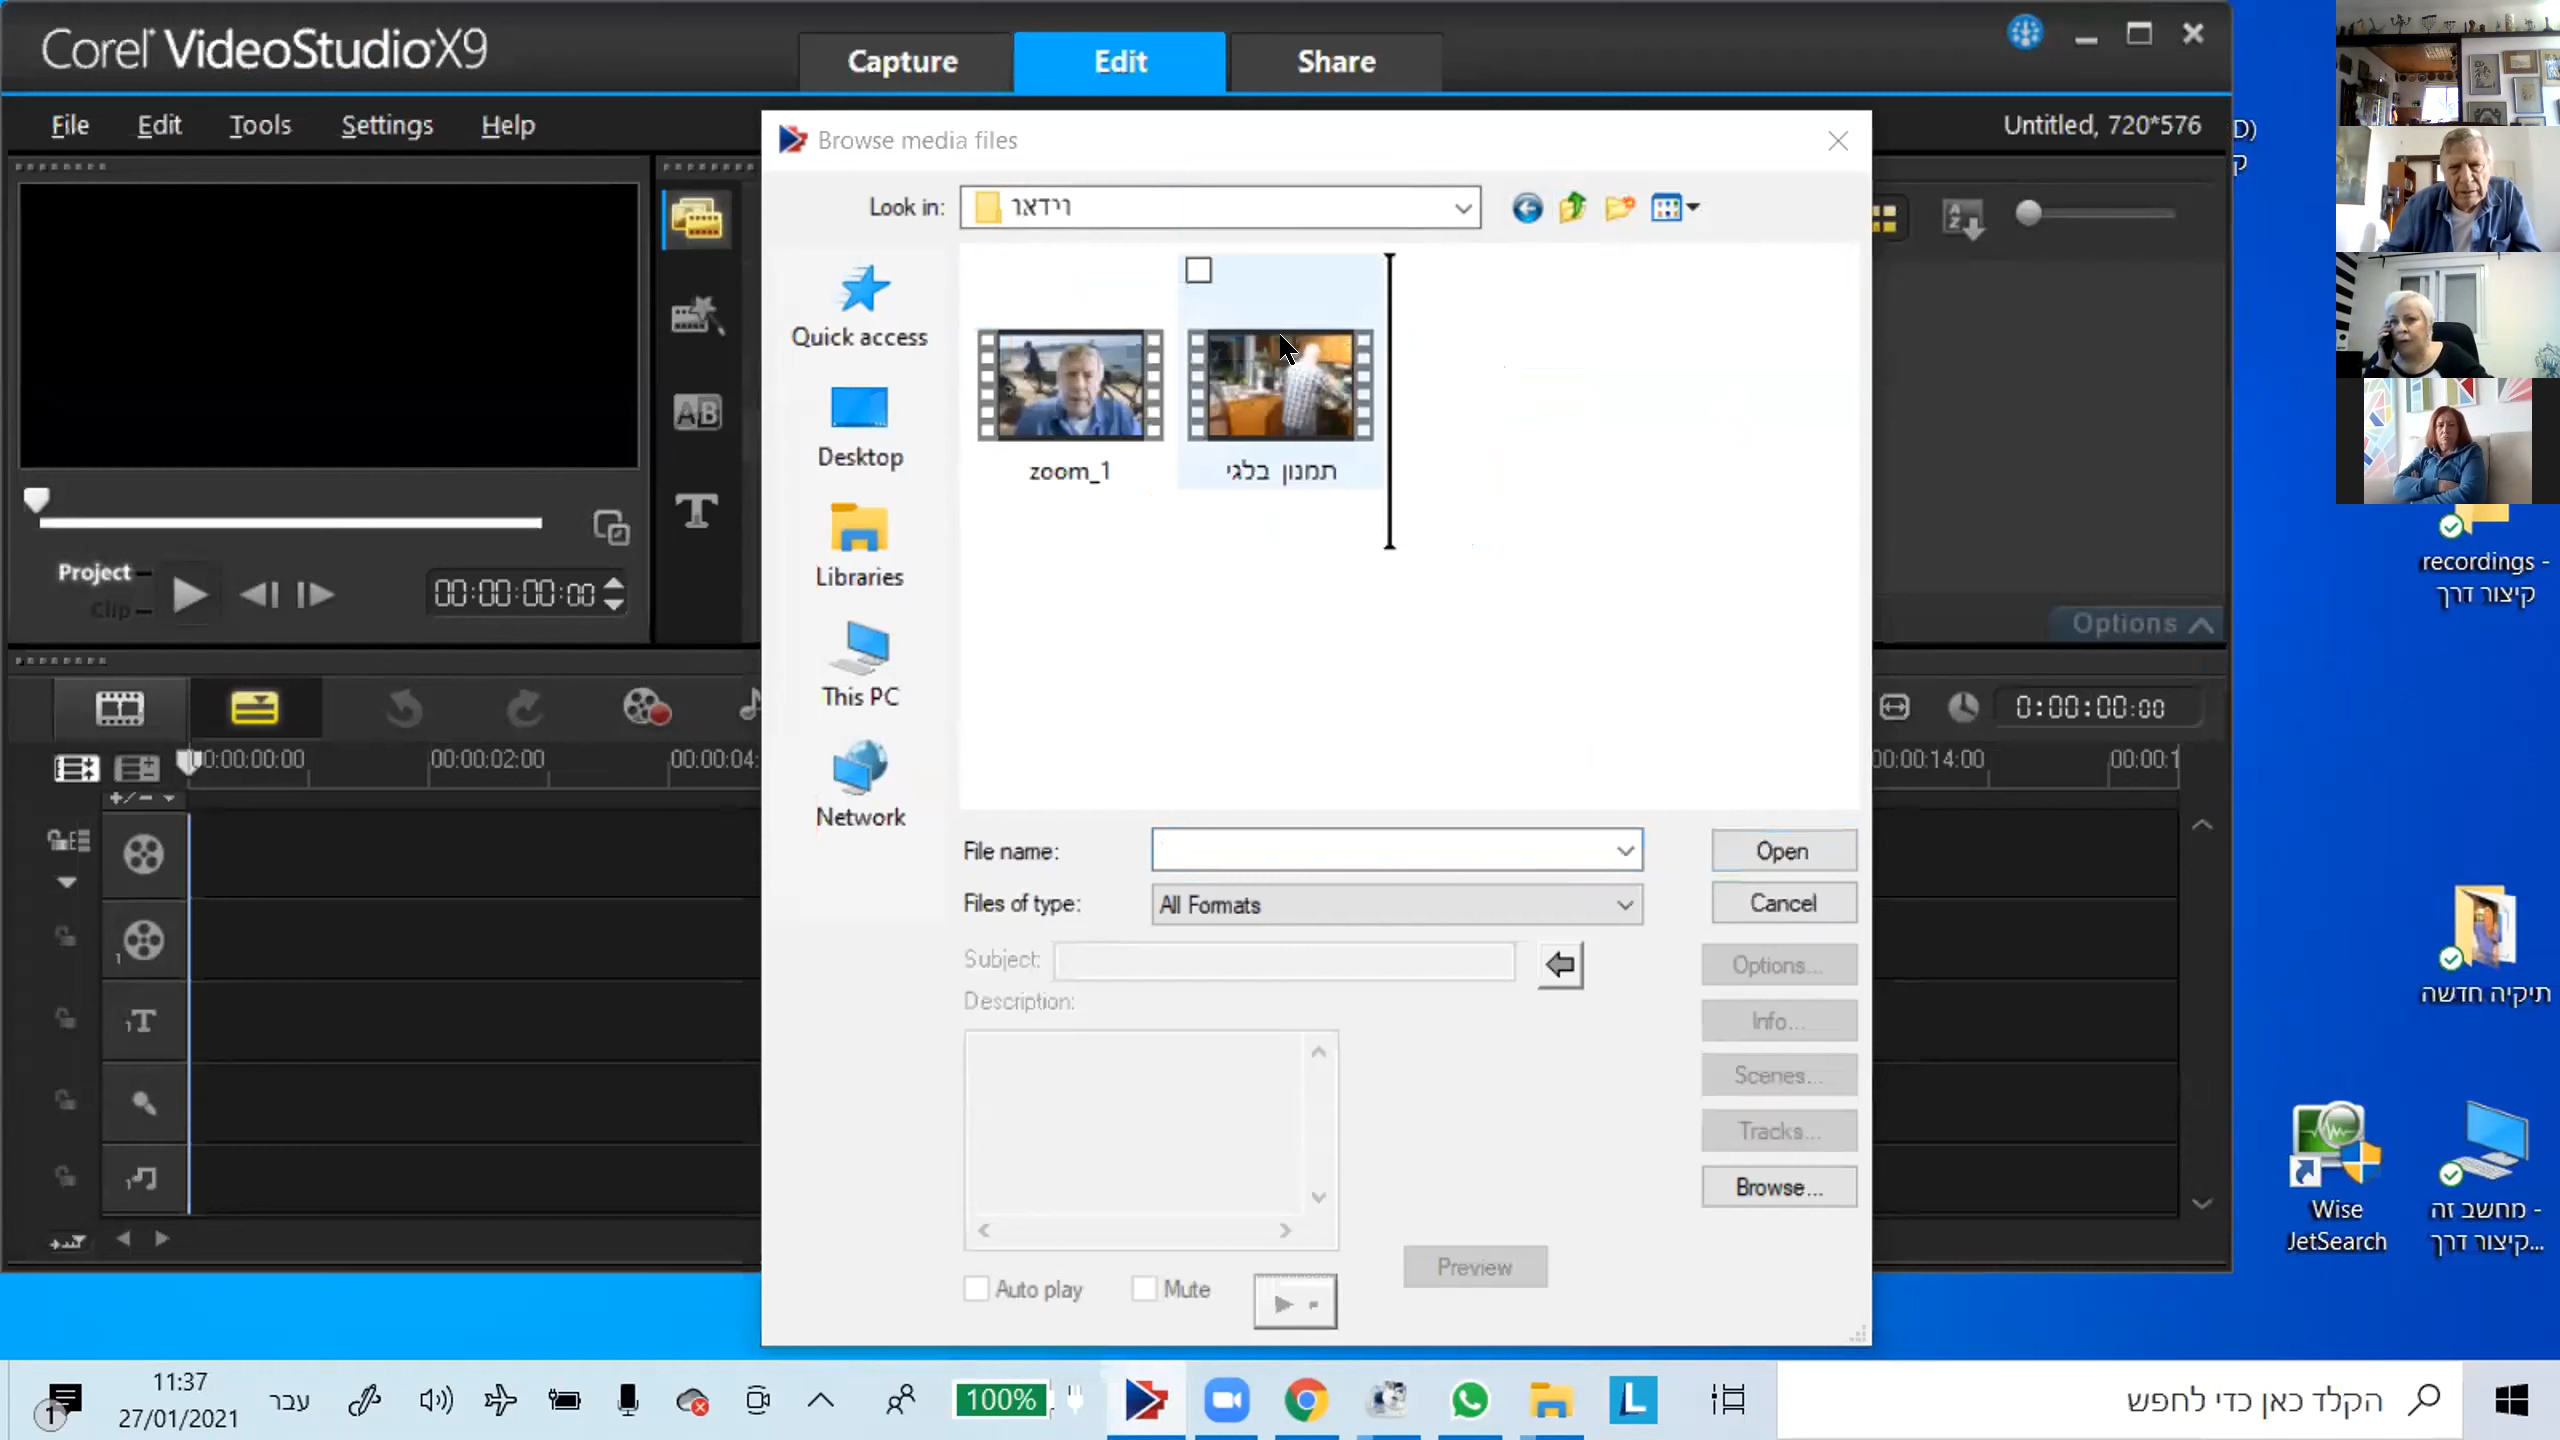 Corel VideoStudio X9
Capture
Edit
Share
File
Edit
Tools
Settings
Help
Untitled, 720*576
D)
ק
Browse media files
Look in:
וידאו
Quick access
Desktop
Libraries
This PC
Network
zoom_1
תמנון בלגי
File name:
Open
Files of type:
All Formats
Cancel
Subject:
Options...
Description:
Info...
Scenes...
Tracks...
Browse...
Auto play
Mute
Preview
Project
Clip
00:00:00:00
Options
0:00:00:00
00:00:00:00
00:00:02:00
00:00:04:
00:00:14:00
00:00:1
recordings -
קיצור דרך
תיקיה חדשה
Wise
JetSearch
מחשב זה -
קיצור דרך...
1
11:37
27/01/2021
עבר
100%
L
הקלד כאן כדי לחפש